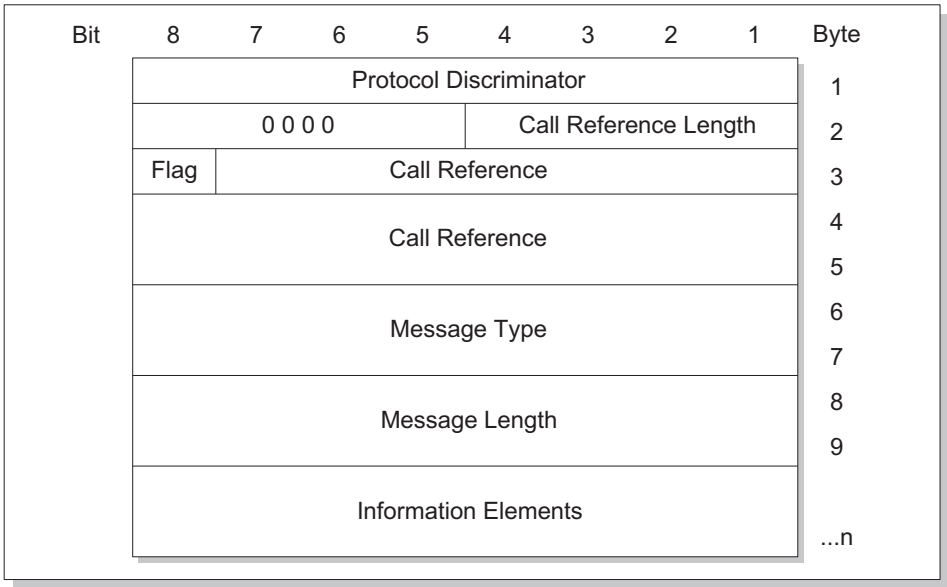 Bit 8 7 6 5 4 3 2 1 Byte
Protocol Discriminator 1
0 0 0 0 Call Reference Length 2
Flag Call Reference 3
4
Call Reference
5
6
Message Type
7
8
Message Length
9
Information Elements
...n